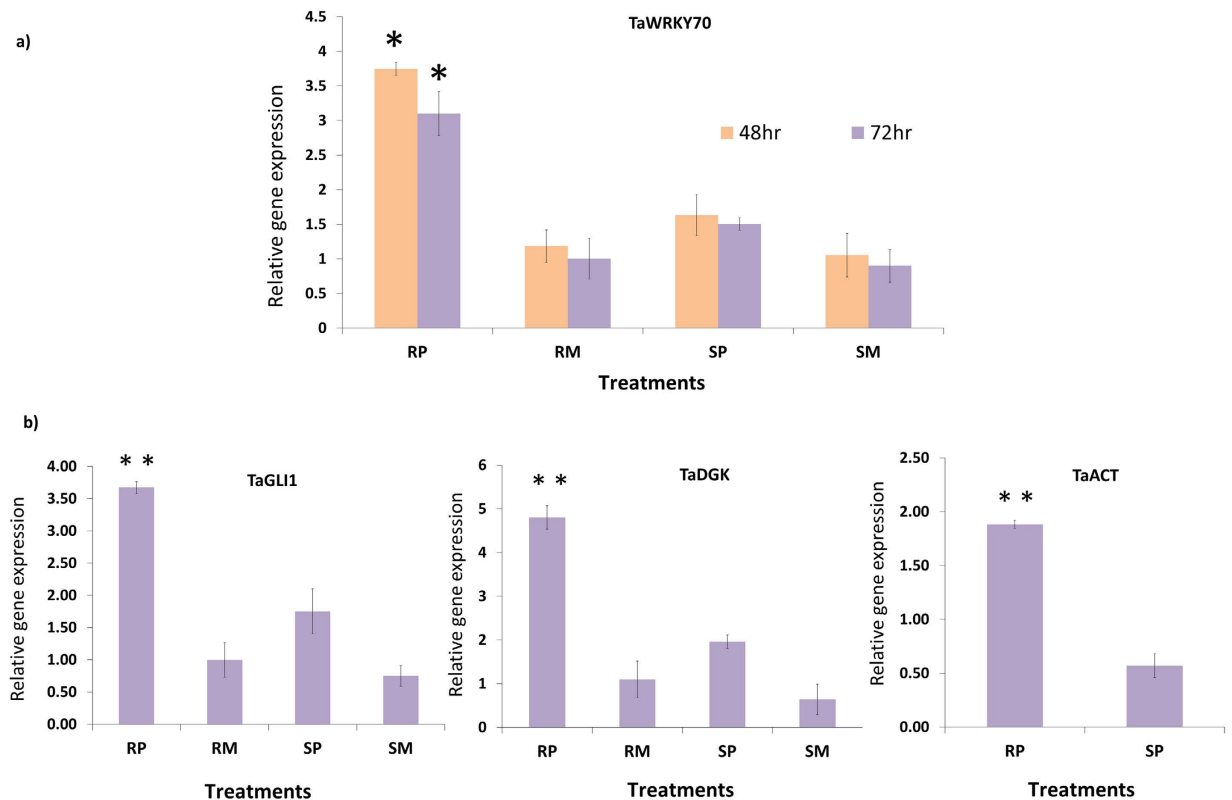 a)
TaWRKY70
Relative gene expression
4.5
4
3.5
3
2.5
2
1.5
1
0.5
0
* *
48hr 72hr
RP RM SP SM
Treatments
b)
TaGLI1
Relative gene expression
4.00
3.50
3.00
2.50
2.00
1.50
1.00
0.50
0.00
* *
RP RM SP SM
Treatments
TaDGK
Relative gene expression
6
5
4
3
2
1
0
* *
RP RM SP SM
Treatments
TaACT
Relative gene expression
2.50
2.00
1.50
1.00
0.50
0.00
* *
RP SP
Treatments